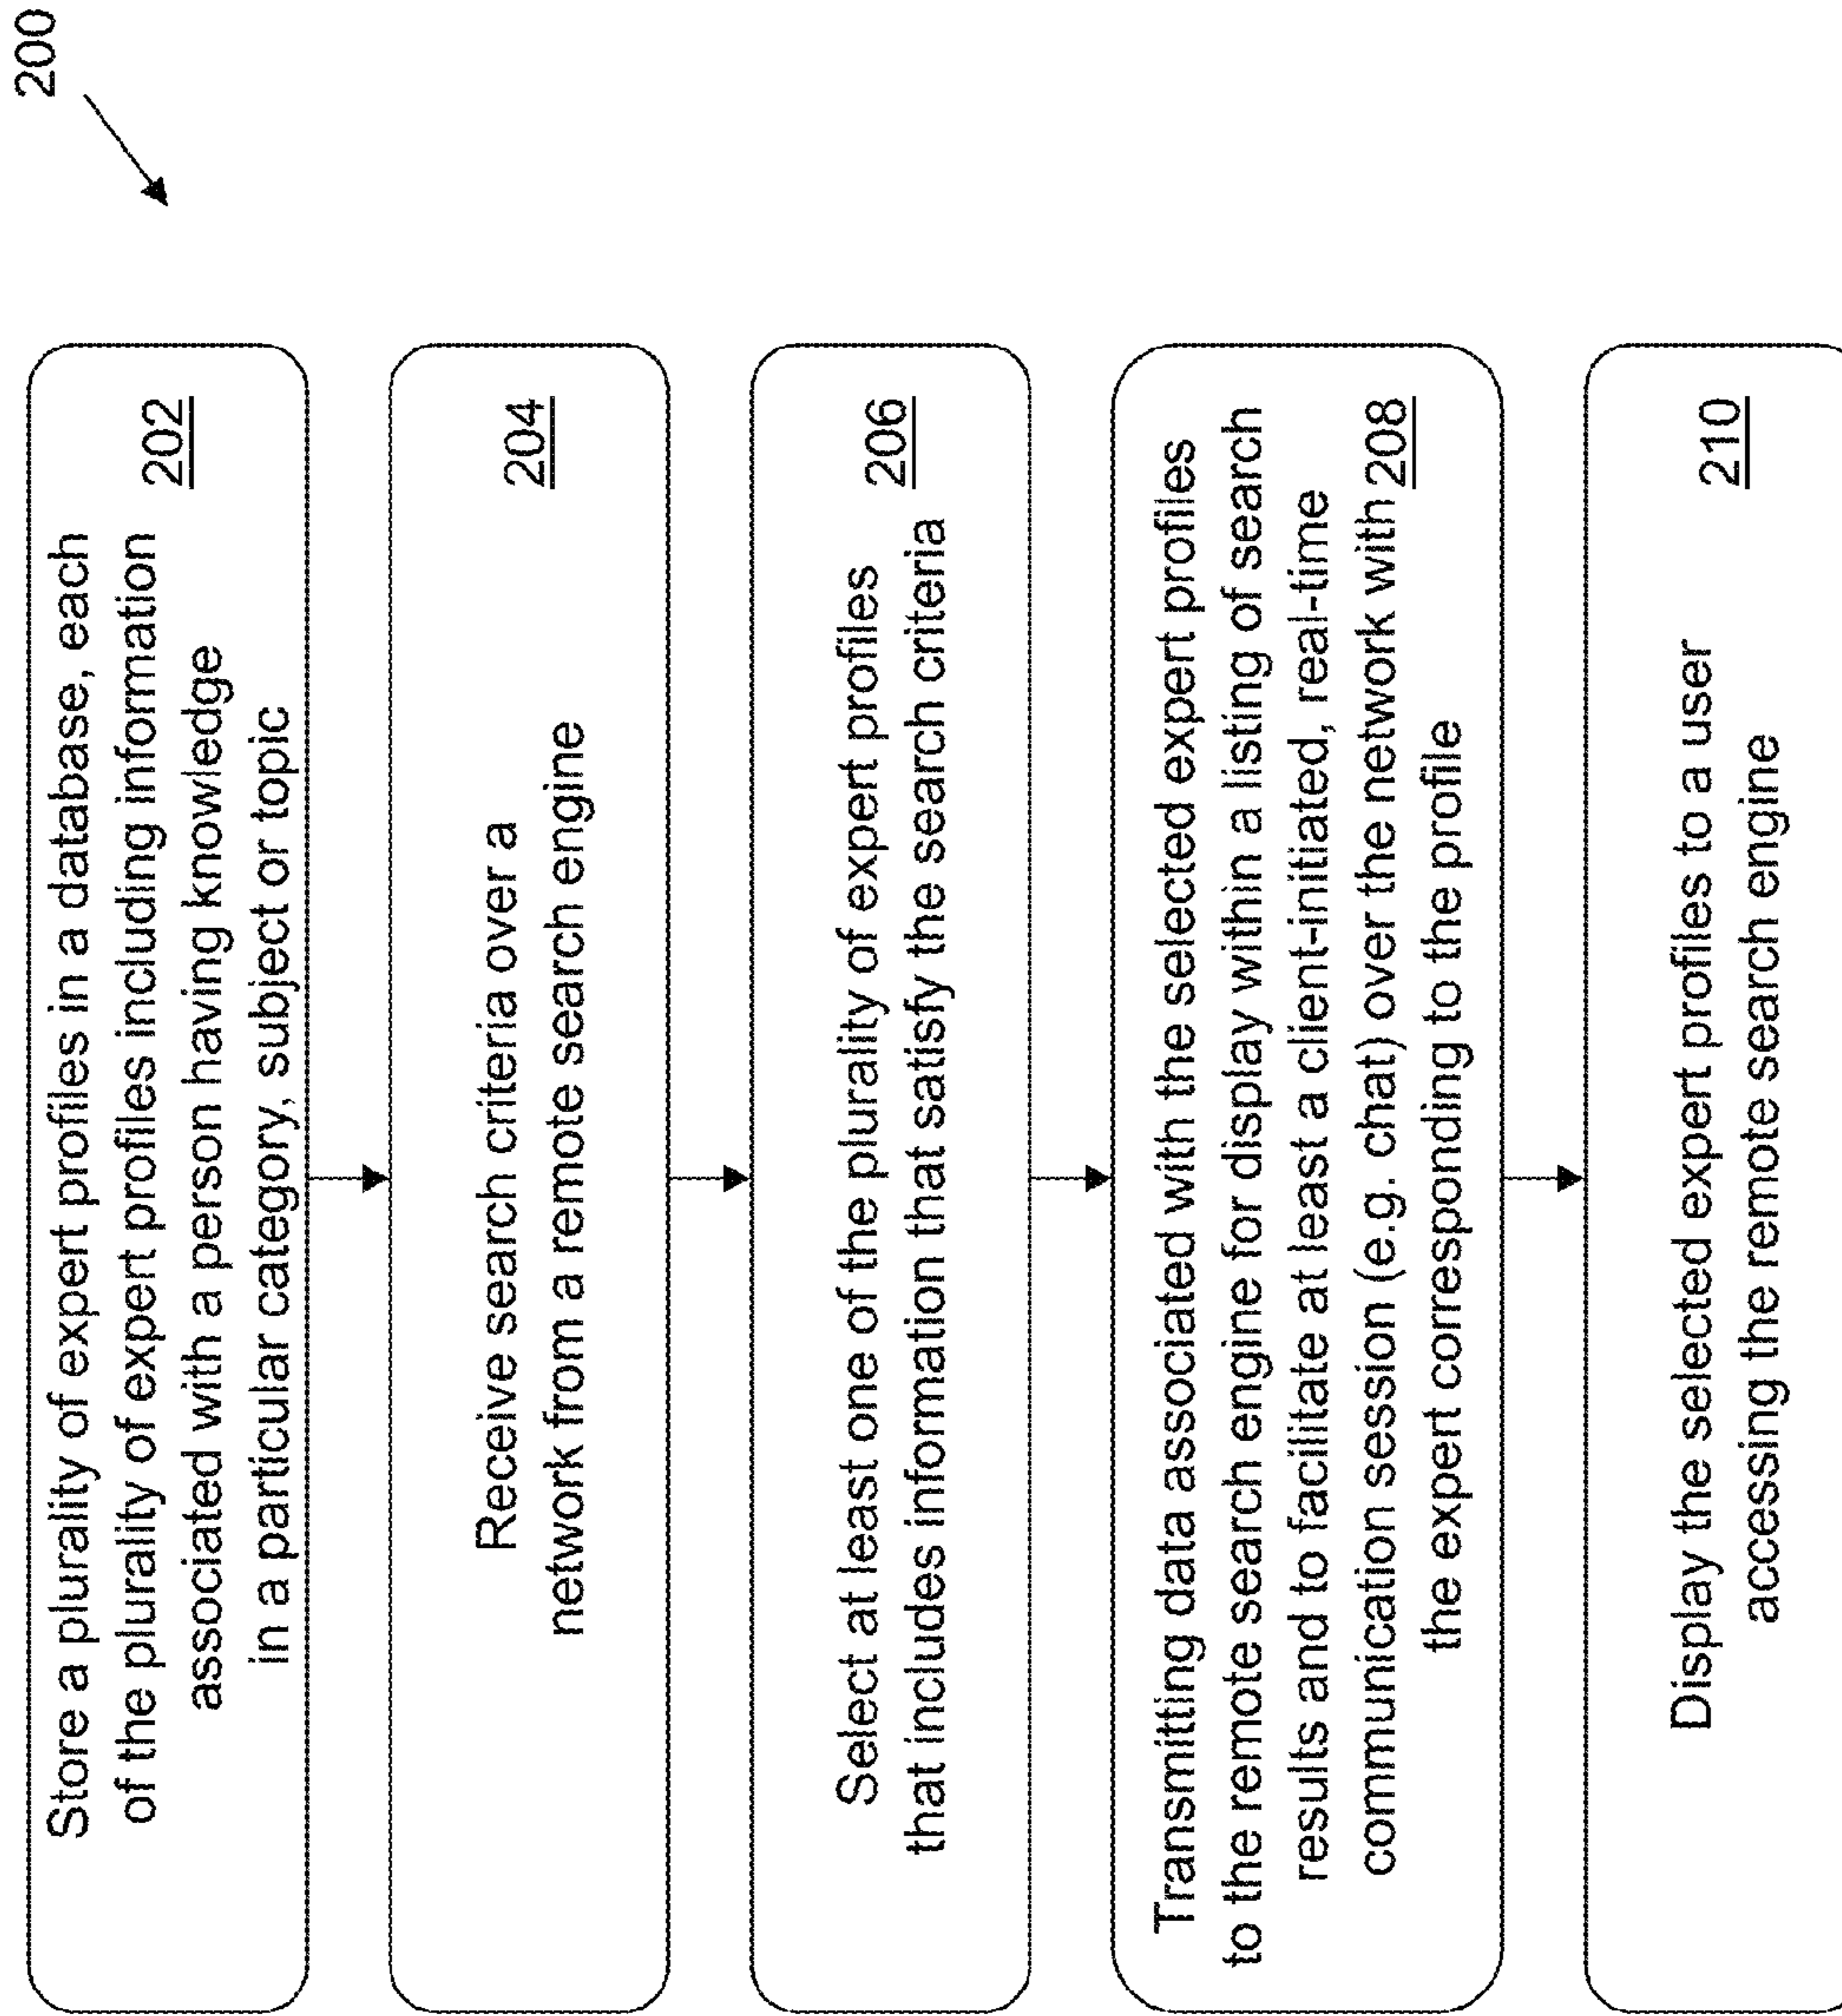 200
Store a plurality of expert profiles in a database, each
of the plurality of expert profiles including information
associated with a person having knowledge
in a particular category, subject or topic
202
Receive search criteria over a
network from a remote search engine
204
Select at least one of the plurality of expert profiles
that includes information that satisfy the search criteria
206
Transmitting data associated with the selected expert profiles
to the remote search engine for display within a listing of search
results and to facilitate at least a client-initiated, real-time
communication session (e.g. chat) over the network with
the expert corresponding to the profile
208
Display the selected expert profiles to a user
accessing the remote search engine
210